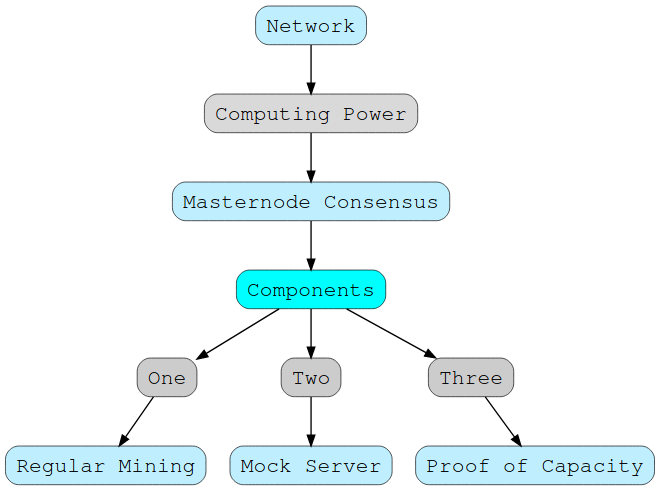 Network
Computing Power
Masternode Consensus
Components
One
Two
Three
Regular Mining
Mock Server
Proof of Capacity